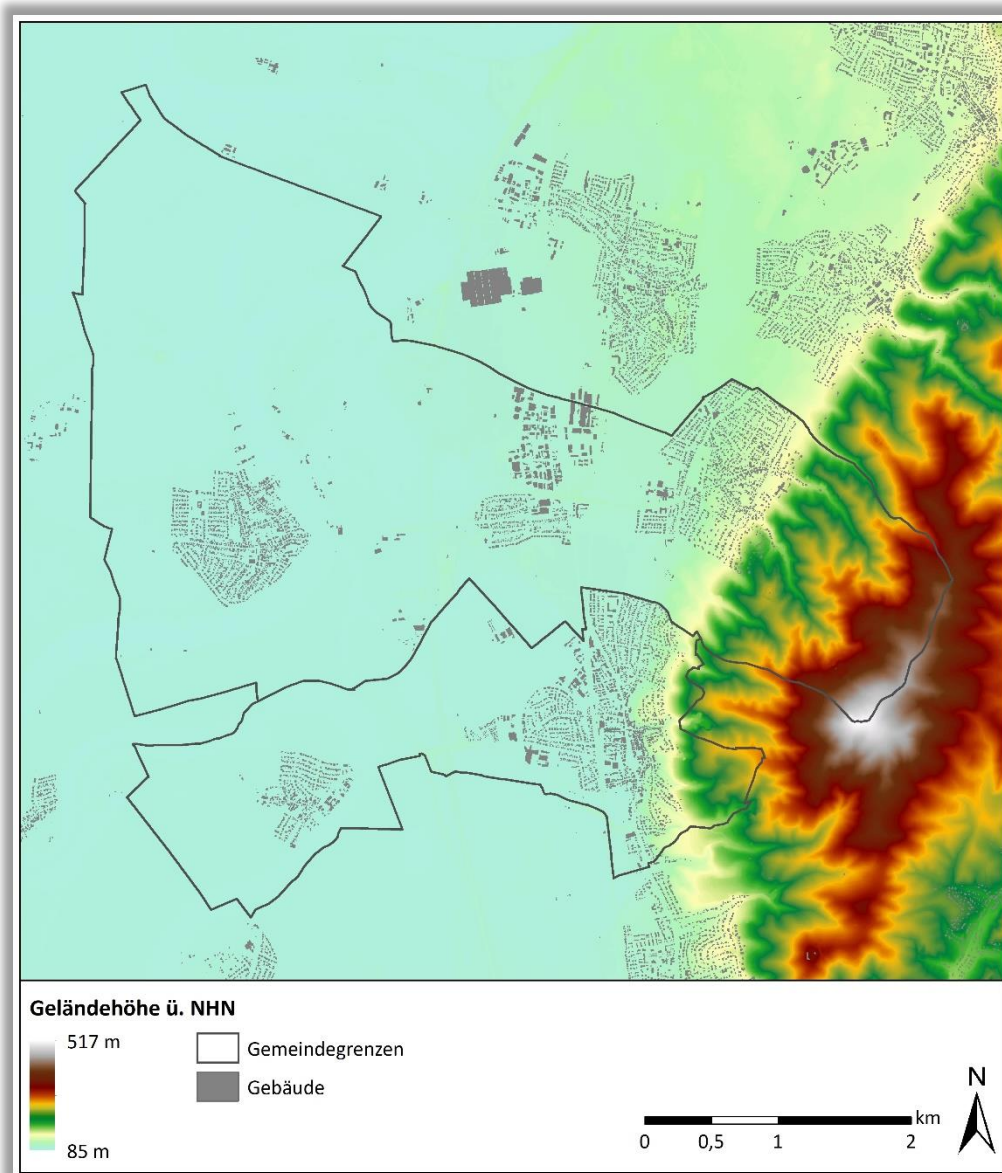 Geländehöhe ü. NHN
517 m
85 m
Gemeindegrenzen
Gebäude
km
0 0,5 1 2
N